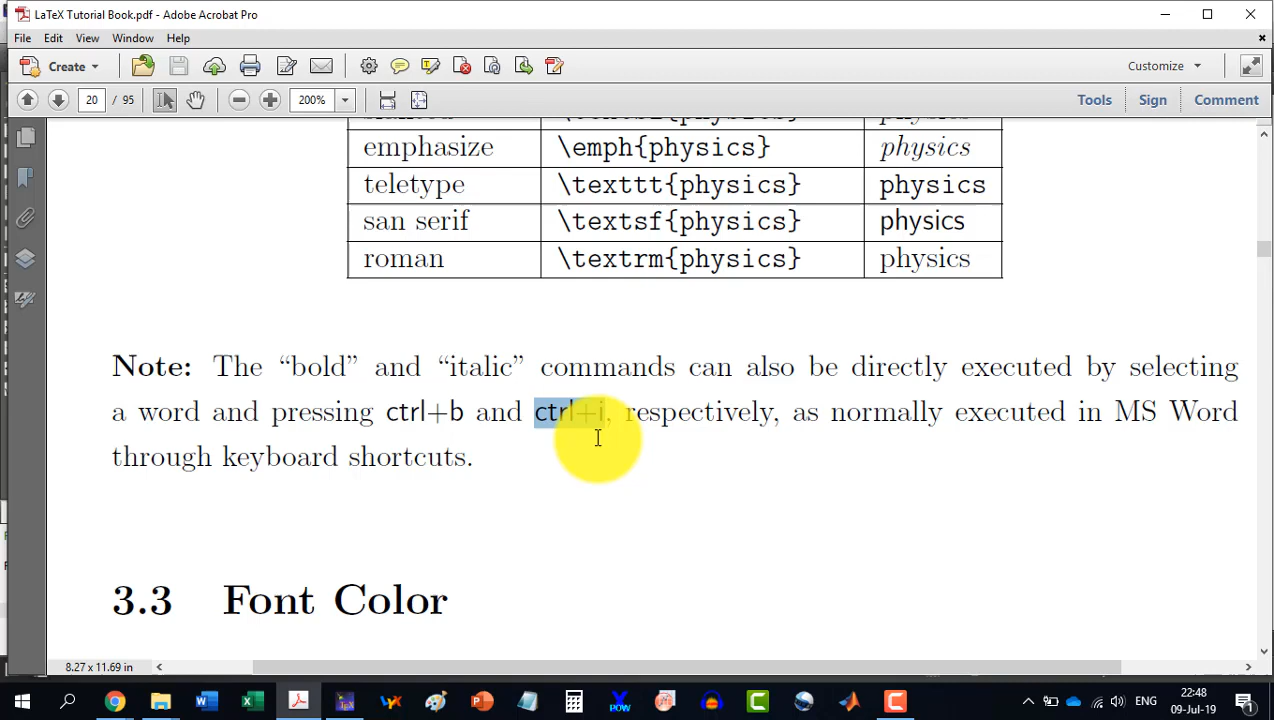 LaTeX Tutorial Book.pdf - Adobe Acrobat Pro
File Edit View Window Help
Create Customize
20 / 95 200% Tools Sign Comment
emphasize \emph{physics} physics
teletype \texttt{physics} physics
san serif \textsf{physics} physics
roman \textrm{physics} physics
Note: The “bold” and “italic” commands can also be directly executed by selecting
a word and pressing ctrl+b and ctrl+i, respectively, as normally executed in MS Word
through keyboard shortcuts.
3.3 Font Color
8.27 x 11.69 in
POW ENG 22:48
09-Jul-19 1